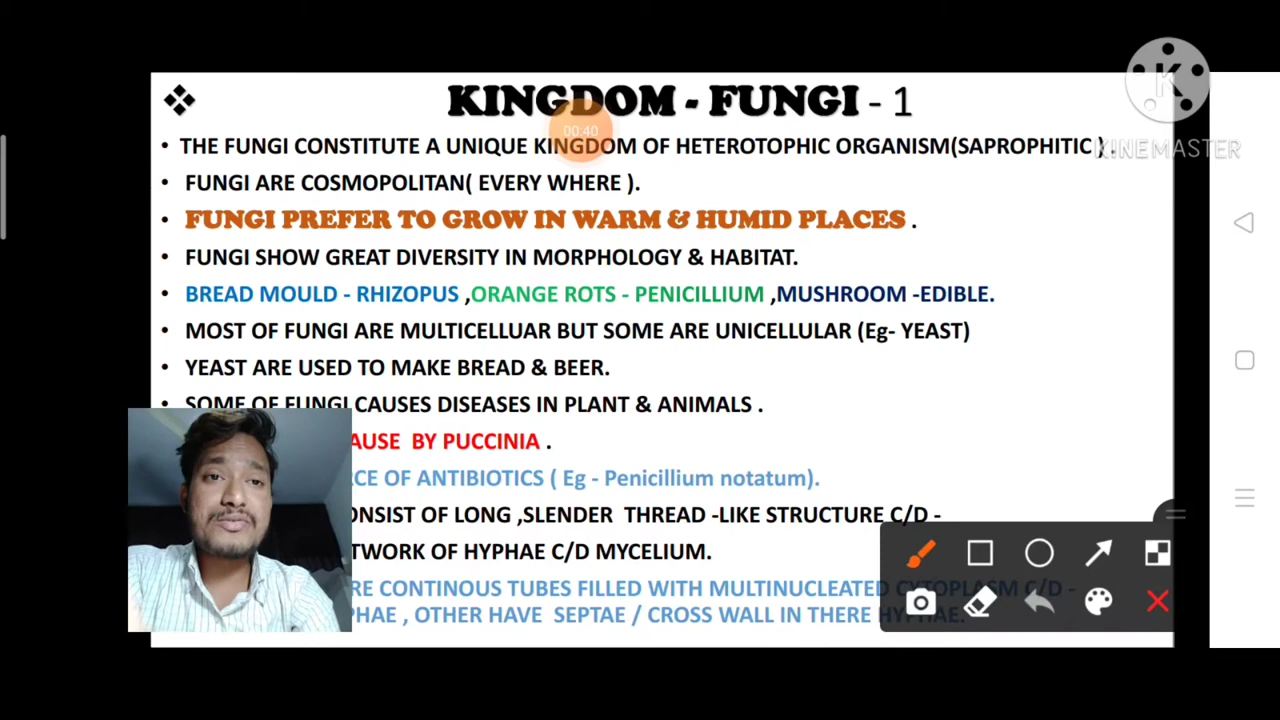 KINGDOM - FUNGI - 1
00:40
KINEMASTER
• THE FUNGI CONSTITUTE A UNIQUE KINGDOM OF HETEROTOPHIC ORGANISM(SAPROPHITIC ) .
• FUNGI ARE COSMOPOLITAN( EVERY WHERE ).
• FUNGI PREFER TO GROW IN WARM & HUMID PLACES .
• FUNGI SHOW GREAT DIVERSITY IN MORPHOLOGY & HABITAT.
• BREAD MOULD - RHIZOPUS ,ORANGE ROTS - PENICILLIUM ,MUSHROOM -EDIBLE.
• MOST OF FUNGI ARE MULTICELLUAR BUT SOME ARE UNICELLULAR (Eg- YEAST)
• YEAST ARE USED TO MAKE BREAD & BEER.
• SOME OF FUNGI CAUSES DISEASES IN PLANT & ANIMALS .
AUSE BY PUCCINIA .
CE OF ANTIBIOTICS ( Eg - Penicillium notatum).
ONSIST OF LONG ,SLENDER THREAD -LIKE STRUCTURE C/D -
TWORK OF HYPHAE C/D MYCELIUM.
RE CONTINOUS TUBES FILLED WITH MULTINUCLEATED CYTOPLASM C/D -
PHAE , OTHER HAVE SEPTAE / CROSS WALL IN THERE HYPHAE.